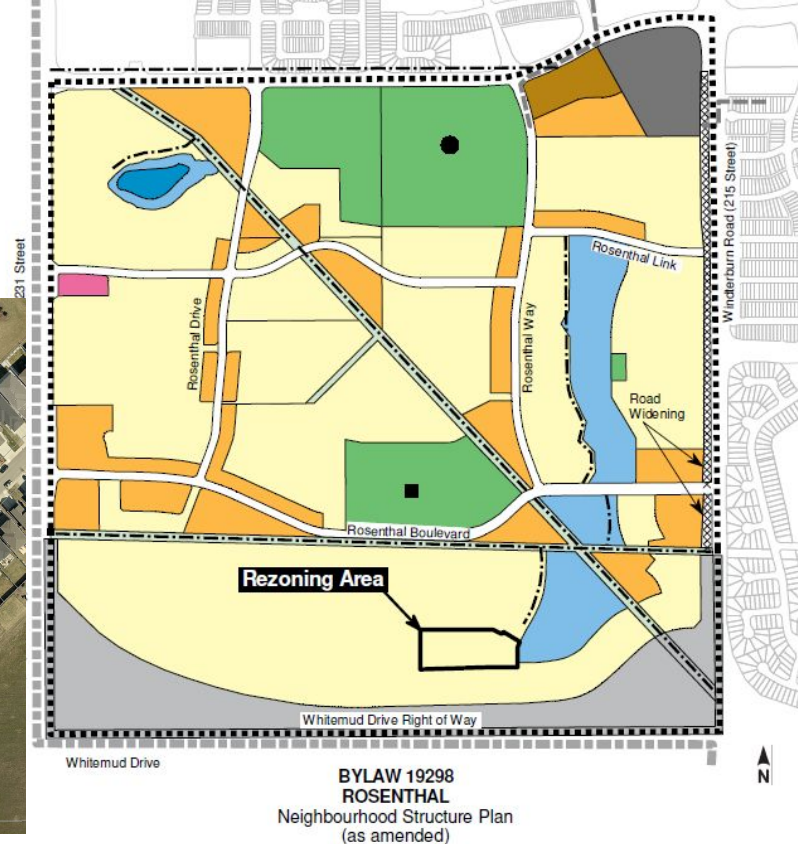 231 Street
Winterburn Road (215 Street)
Rosenthal Link
Rosenthal Drive
Rosenthal Way
Road
Widening
Rosenthal Boulevard
Rezoning Area
Whitemud Drive Right of Way
Whitemud Drive
N
BYLAW 19298
ROSENTHAL
Neighbourhood Structure Plan
(as amended)